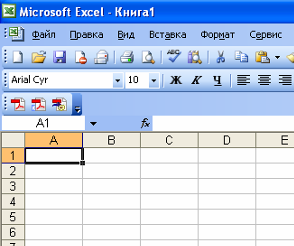 Microsoft Excel - Книга1
Файл Правка Вид Вставка Формат Сервис
Arial Cyr 10 Ж К Ч
A1 fx
A B C D E
1
2
3
4
5
6
7